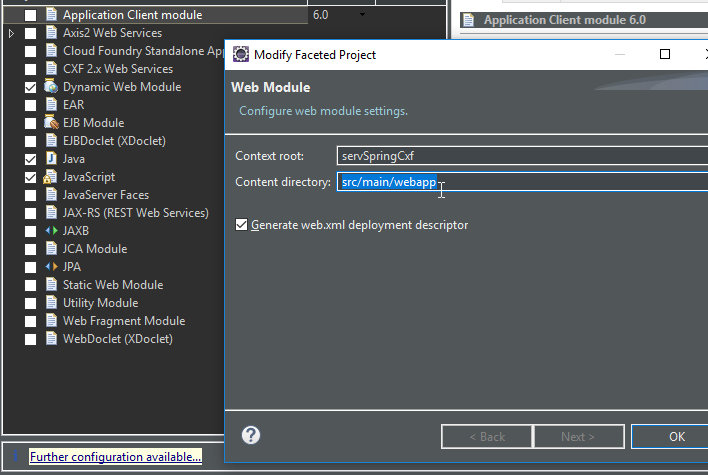 Application Client module 6.0
Axis2 Web Services
Cloud Foundry Standalone App
CXF 2.x Web Services
Dynamic Web Module
EAR
EJB Module
EJBDoclet (XDoclet)
Java
JavaScript
JavaServer Faces
JAX-RS (REST Web Services)
JAXB
JCA Module
JPA
Static Web Module
Utility Module
Web Fragment Module
WebDoclet (XDoclet)
Further configuration available...
Application Client module 6.0
Modify Faceted Project
Web Module
Configure web module settings.
Context root: servSpringCxf
Content directory: src/main/webapp
Generate web.xml deployment descriptor
< Back Next > OK